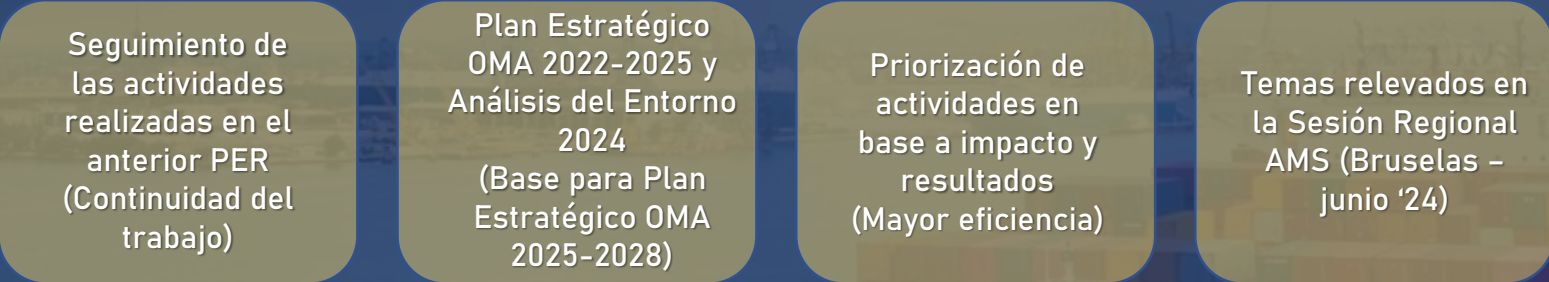 Seguimiento de
las actividades
realizadas en el
anterior PER
(Continuidad del
trabajo)
Plan Estratégico
OMA 2022-2025 y
Análisis del Entorno
2024
(Base para Plan
Estratégico OMA
2025-2028)
Priorización de
actividades en
base a impacto y
resultados
(Mayor eficiencia)
Temas relevados en
la Sesión Regional
AMS (Bruselas –
junio ‘24)